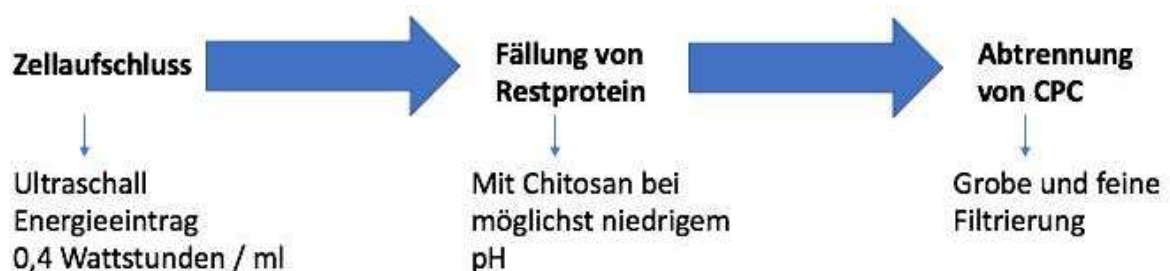 Zellaufschluss
Fällung von
Restprotein
Abtrennung
von CPC
Ultraschall
Energieeintrag
0,4 Wattstunden / ml
Mit Chitosan bei
möglichst niedrigem
pH
Grobe und feine
Filtrierung